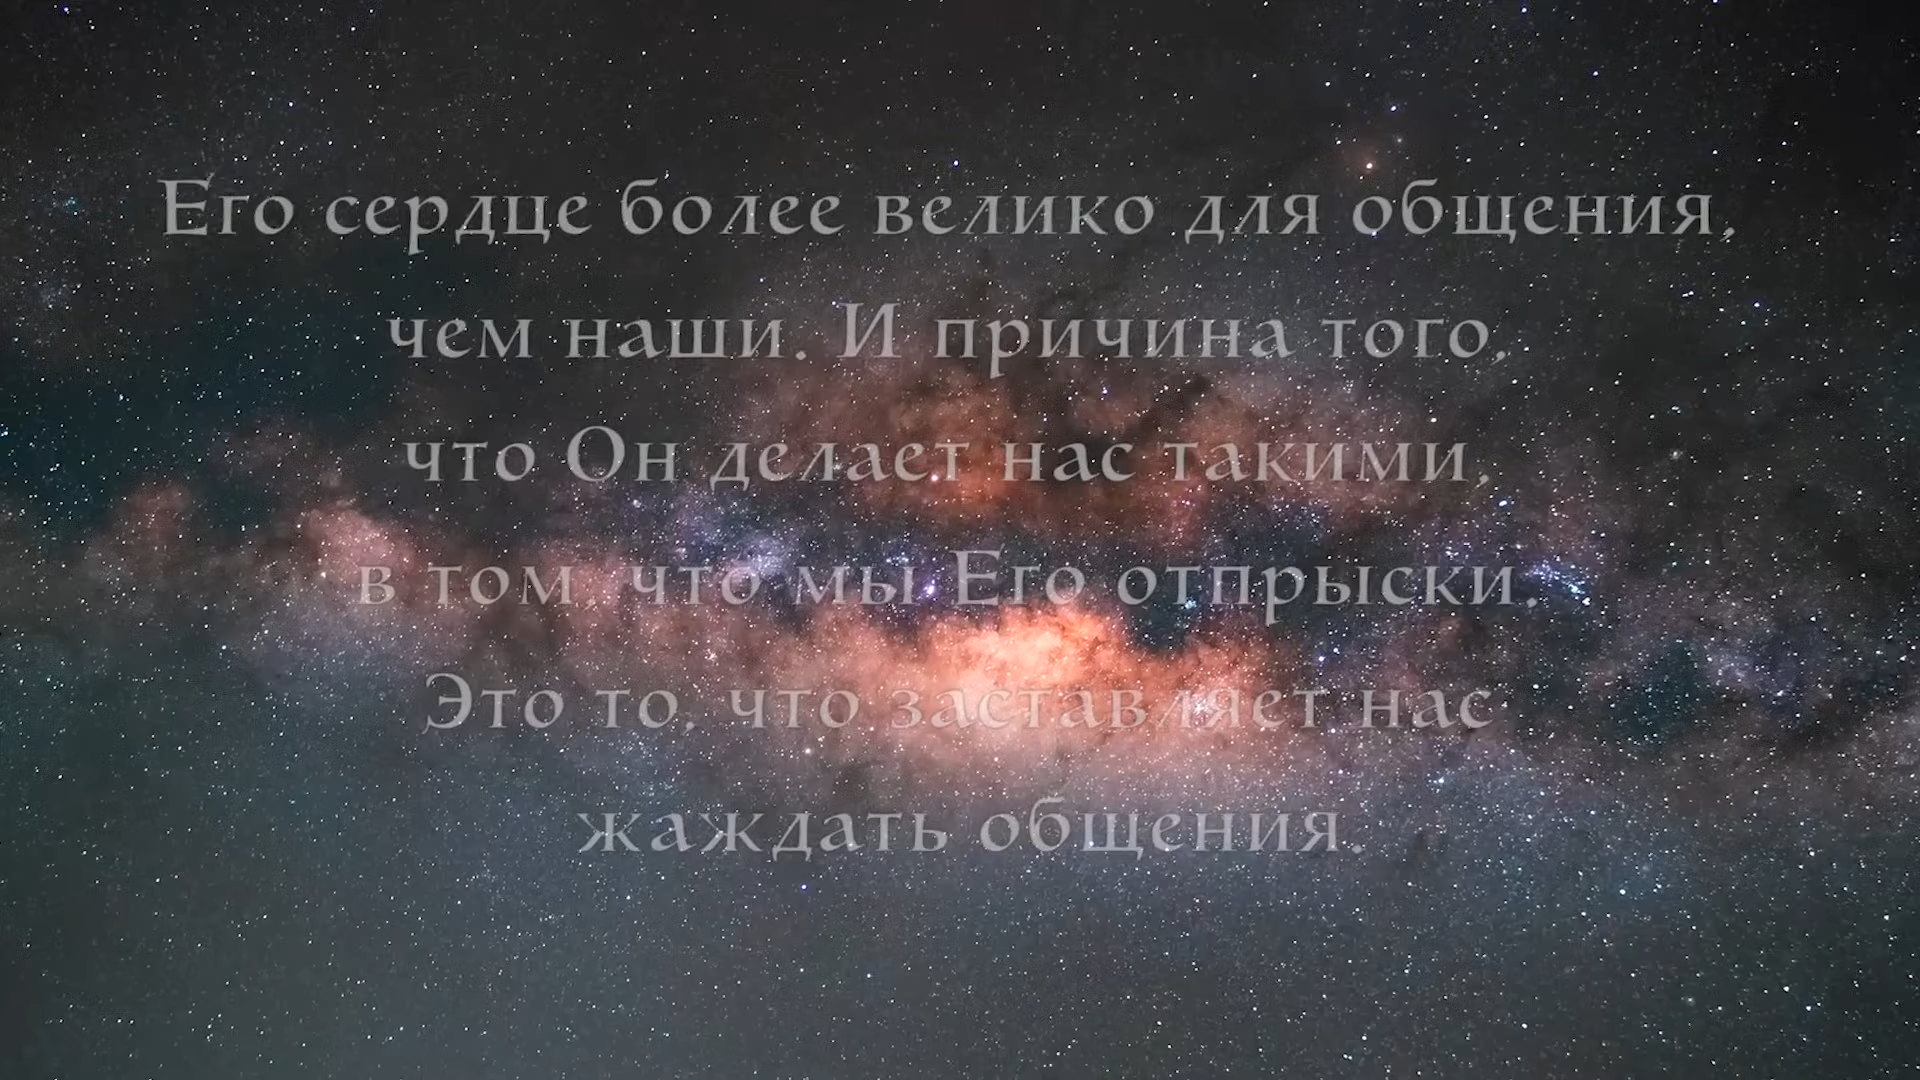 Его сердце более велико для общения,
чем наши. И причина того,
что Он делает нас такими,
в том, что мы Его отпрыски.
Это то, что заставляет нас
жаждать общения.